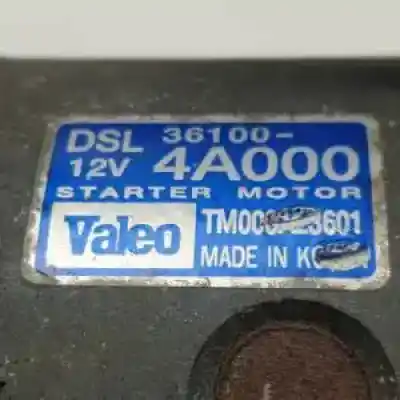 DSL 36100-
12V 4A000
STARTER MOTOR
Valeo
MADE IN